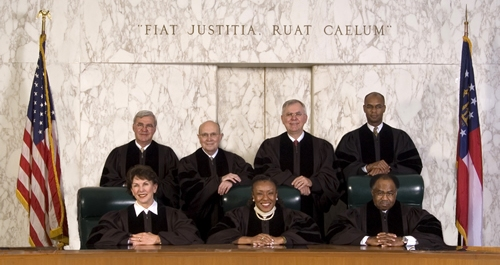 "FIAT JUSTITIA, RUAT CAELUM"